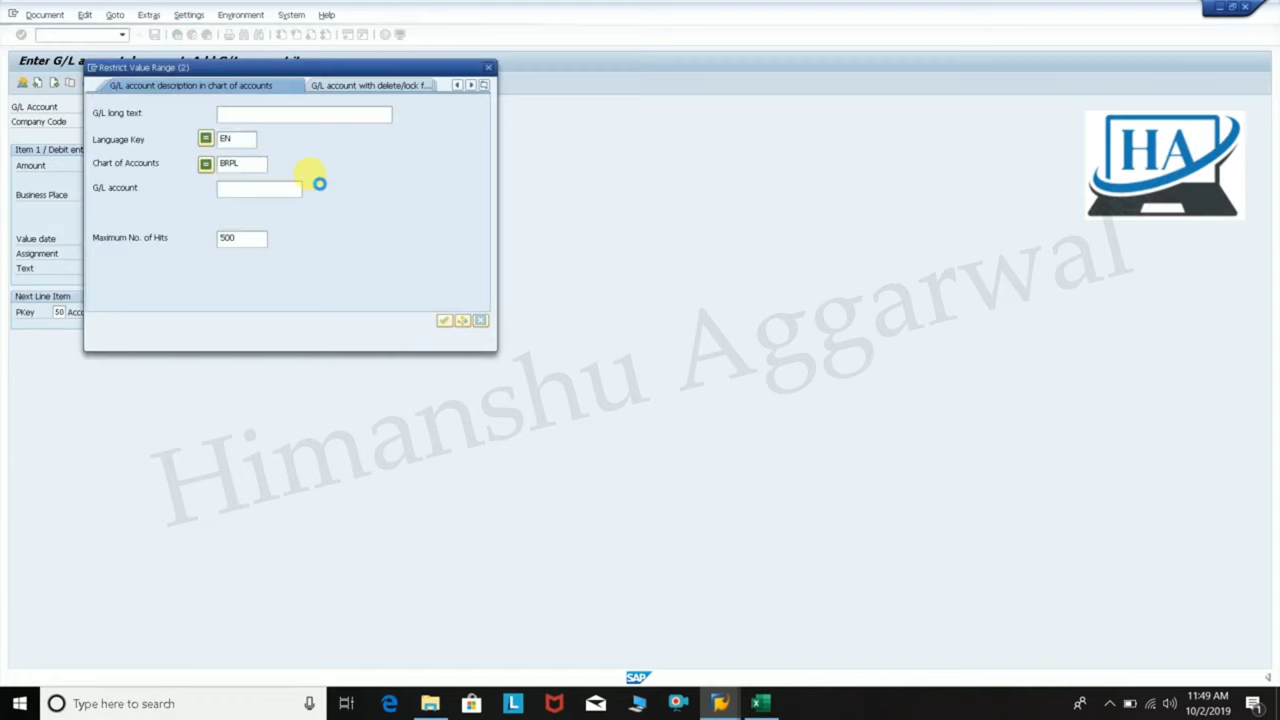 Document Edit Goto Extras Settings Environment System Help
Enter G/L
Restrict Value Range (2)
G/L account description in chart of accounts
G/L account with delete/lock f...
G/L Account
Company Code
G/L long text
Language Key EN
Item 1 / Debit ent
Amount
Chart of Accounts BRPL
Business Place
G/L account
Value date
Maximum No. of Hits 500
Assignment
Text
Next Line Item
PKey 50 Acco
HA
Himanshu Aggarwal
SAP
Type here to search
11:49 AM
10/2/2019
1